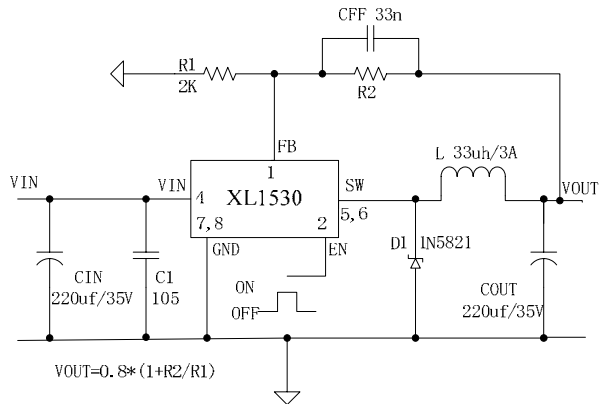 CFF 33n
R1
2K
R2
FB
L 33uh/3A
1
VIN
VIN
4
XL1530
SW
VOUT
7,8
2
5,6
GND
EN
D1
1N5821
CIN
220uf/35V
C1
105
ON
OFF
COUT
220uf/35V
VOUT=0.8*(1+R2/R1)